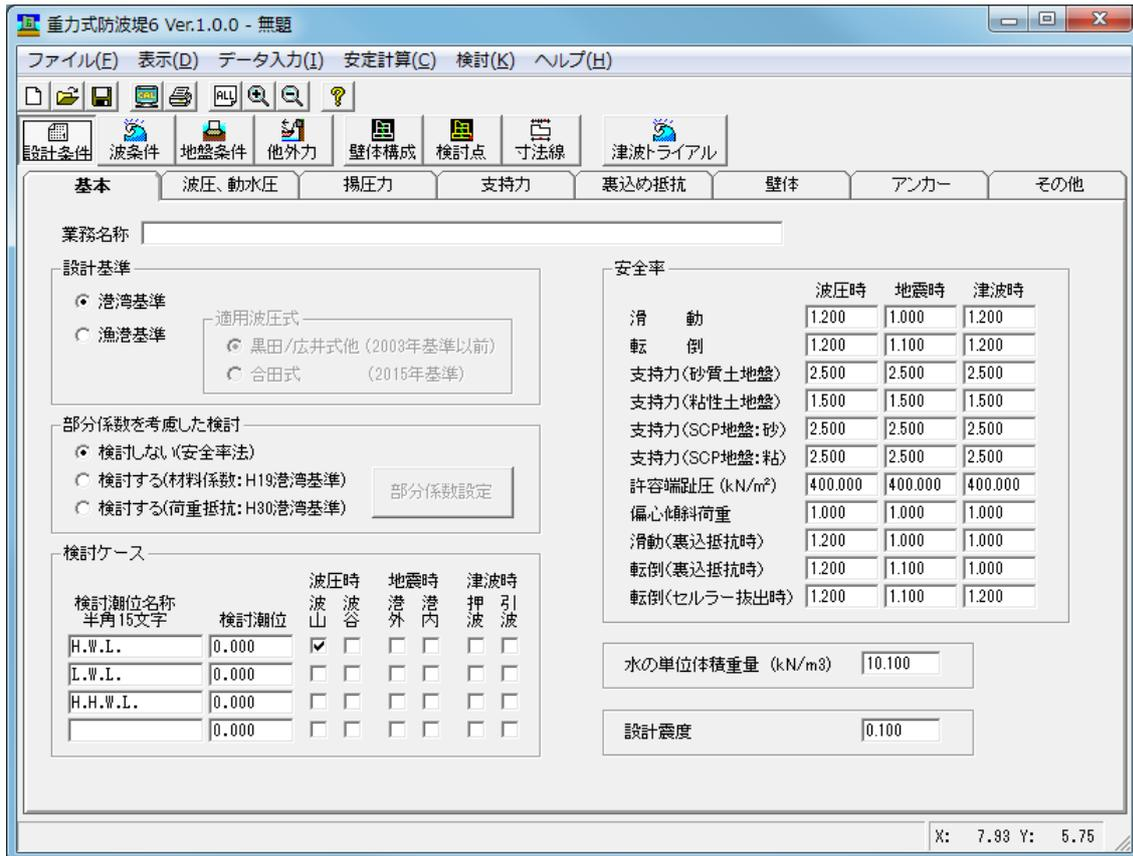 重力式防波堤6 Ver.1.0.0 - 無題
ファイル(F) 表示(D) データ入力(I) 安定計算(C) 検討(K) ヘルプ(H)
CAL ALL
設計条件 波条件 地盤条件 他外力 壁体構成 検討点 寸法線 津波トライアル
基本 波圧、動水圧 揚圧力 支持力 裏込め抵抗 壁体 アンカー その他
業務名称
設計基準
港湾基準
漁港基準
適用波圧式
黒田/広井式他 (2003年基準以前)
合田式 (2015年基準)
部分係数を考慮した検討
検討しない(安全率法)
検討する(材料係数:H19港湾基準)
検討する(荷重抵抗:H30港湾基準)
部分係数設定
検討ケース
波圧時 地震時 津波時
検討潮位名称 半角15文字 検討潮位 波山 波谷 港外 港内 押波 引波
H.W.L. 0.000
L.W.L. 0.000
H.H.W.L. 0.000
0.000
安全率
波圧時 地震時 津波時
滑 動 1.200 1.000 1.200
転 倒 1.200 1.100 1.200
支持力(砂質土地盤) 2.500 2.500 2.500
支持力(粘性土地盤) 1.500 1.500 1.500
支持力(SCP地盤:砂) 2.500 2.500 2.500
支持力(SCP地盤:粘) 2.500 2.500 2.500
許容端趾圧 (kN/m²) 400.000 400.000 400.000
偏心傾斜荷重 1.000 1.000 1.000
滑動(裏込抵抗時) 1.200 1.000 1.000
転倒(裏込抵抗時) 1.200 1.100 1.000
転倒(セルラー抜出時) 1.200 1.100 1.200
水の単位体積重量 (kN/m3) 10.100
設計震度 0.100
X: 7.93 Y: 5.75